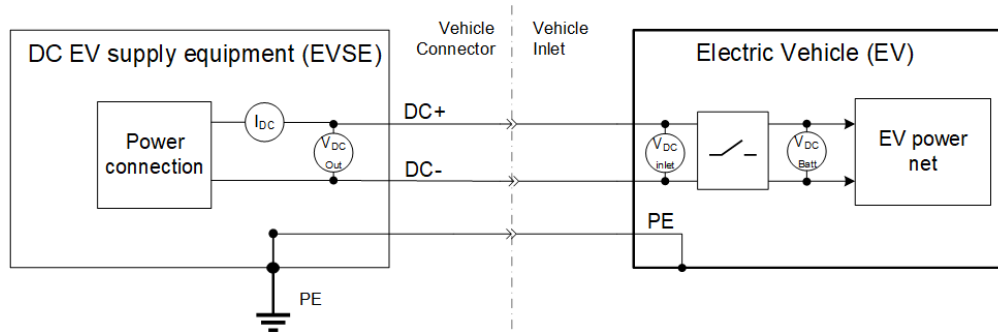 Vehicle
Connector
Vehicle
Inlet
DC EV supply equipment (EVSE)
Electric Vehicle (EV)
IDC
DC+
Power
connection
VDC
Out
VDC
inlet
VDC
Batt
EV power
net
DC-
PE
PE